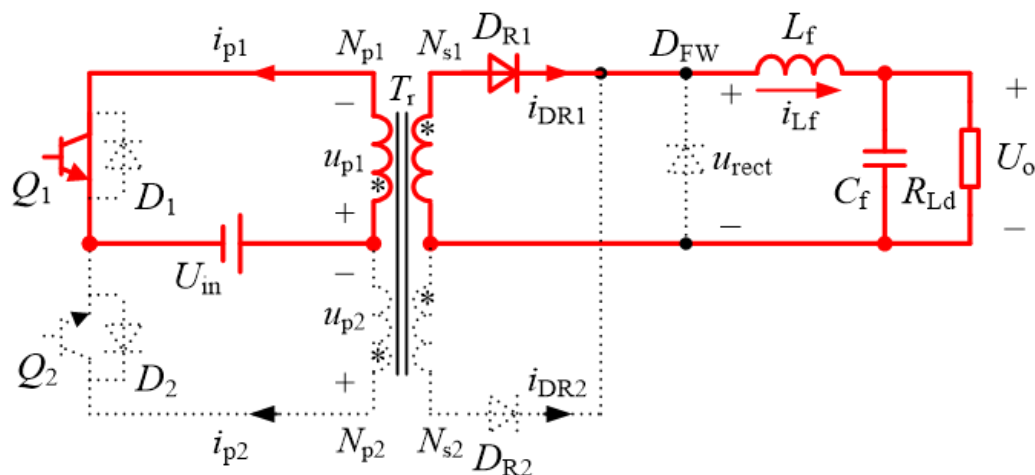 i_p1 N_p1 N_s1 D_R1 D_FW L_f
− T_r * i_DR1 + i_Lf +
Q_1 D_1 u_p1 * u_rect C_f R_Ld U_o
+ − −
U_in −
Q_2 D_2 u_p2 * * i_DR2
+
i_p2 N_p2 N_s2 D_R2